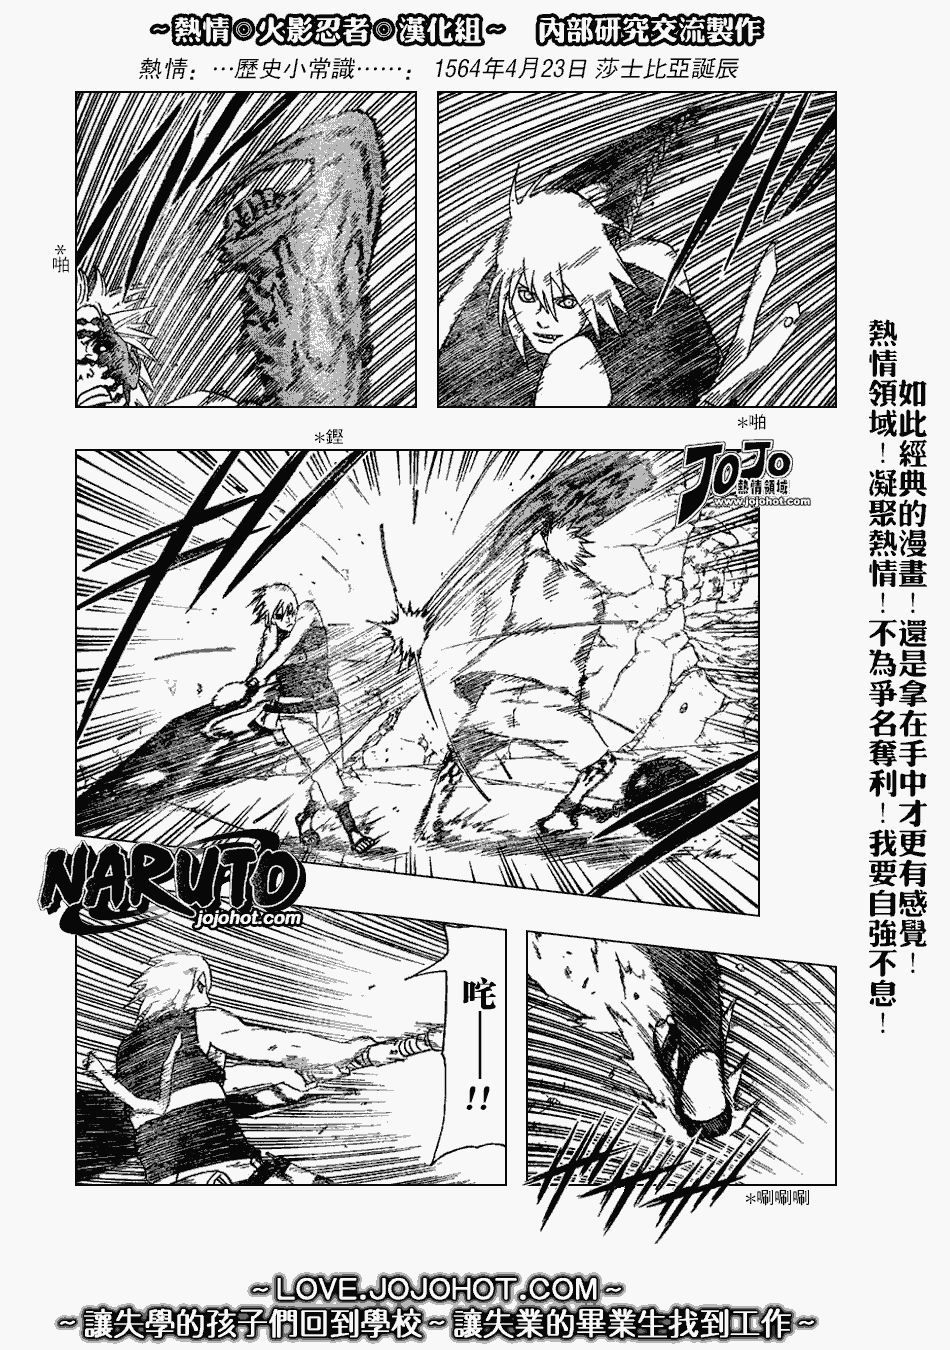 ～熱情◎火影忍者◎漢化組～ 內部研究交流製作
熱情：…歷史小常識……： 1564年4月23日 莎士比亞誕辰
*啪
*啪
*鏗
JOJO
熱情領域
www.jojohot.com
如此經典的漫畫！還是拿在手中才更有感覺！
熱情領域！凝聚熱情！不為爭名奪利！我要自強不息！
NARUTO
jojohot.com
咤——!!
*唰唰唰
～LOVE.JOJOHOT.COM～
～讓失學的孩子們回到學校～讓失業的畢業生找到工作～